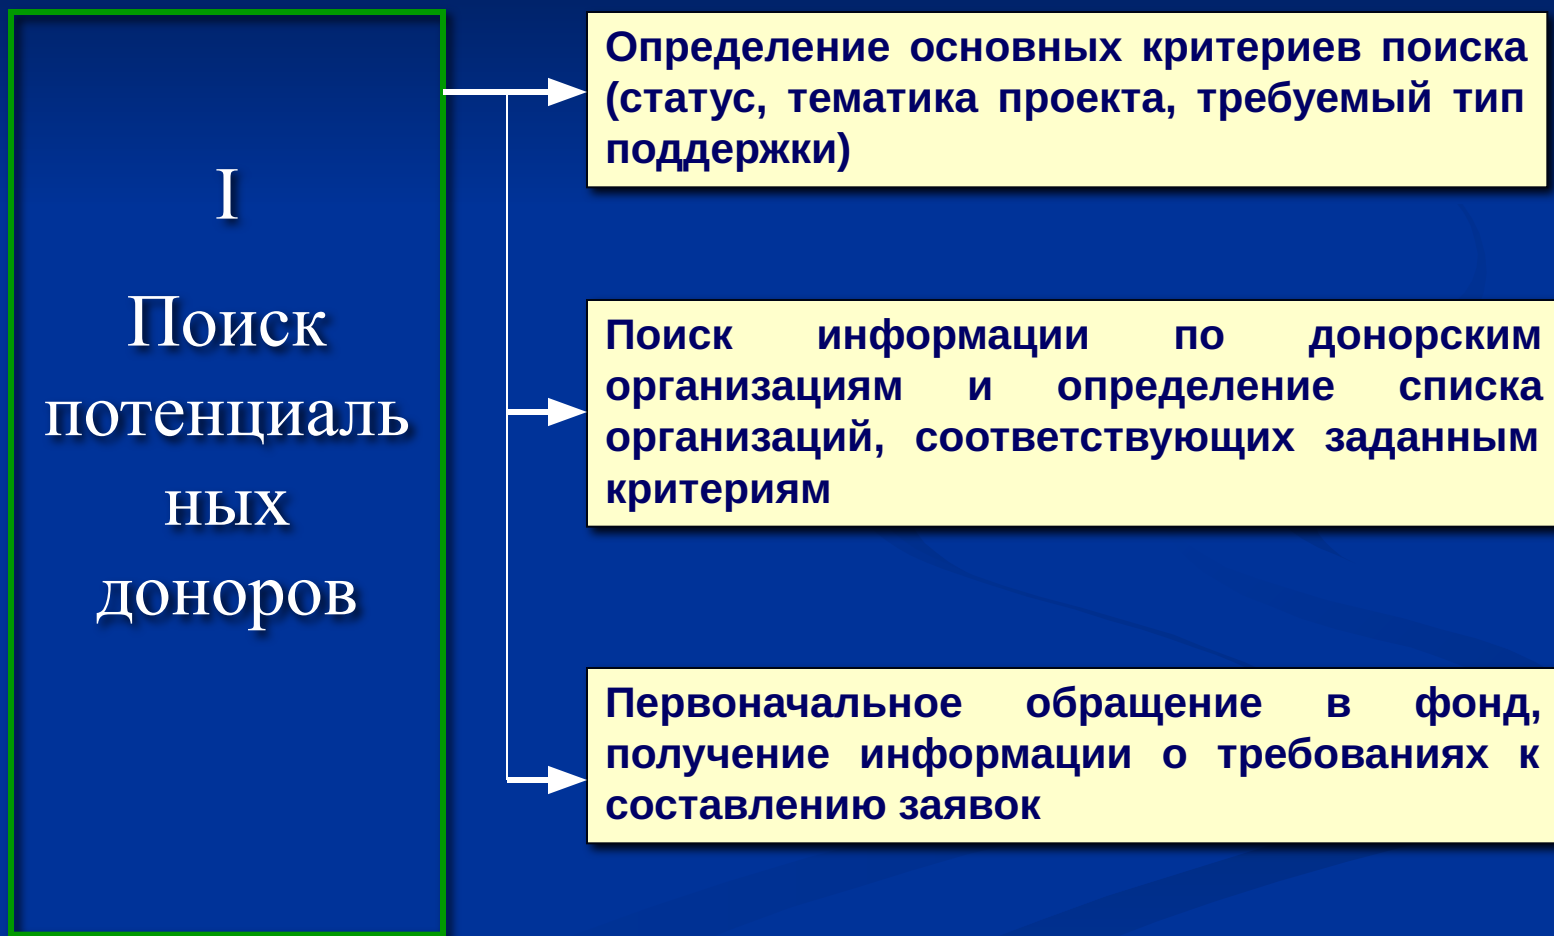 I
Поиск
потенциаль
ных
доноров
Определение основных критериев поиска
(статус, тематика проекта, требуемый тип
поддержки)
Поиск информации по донорским
организациям и определение списка
организаций, соответствующих заданным
критериям
Первоначальное обращение в фонд,
получение информации о требованиях к
составлению заявок